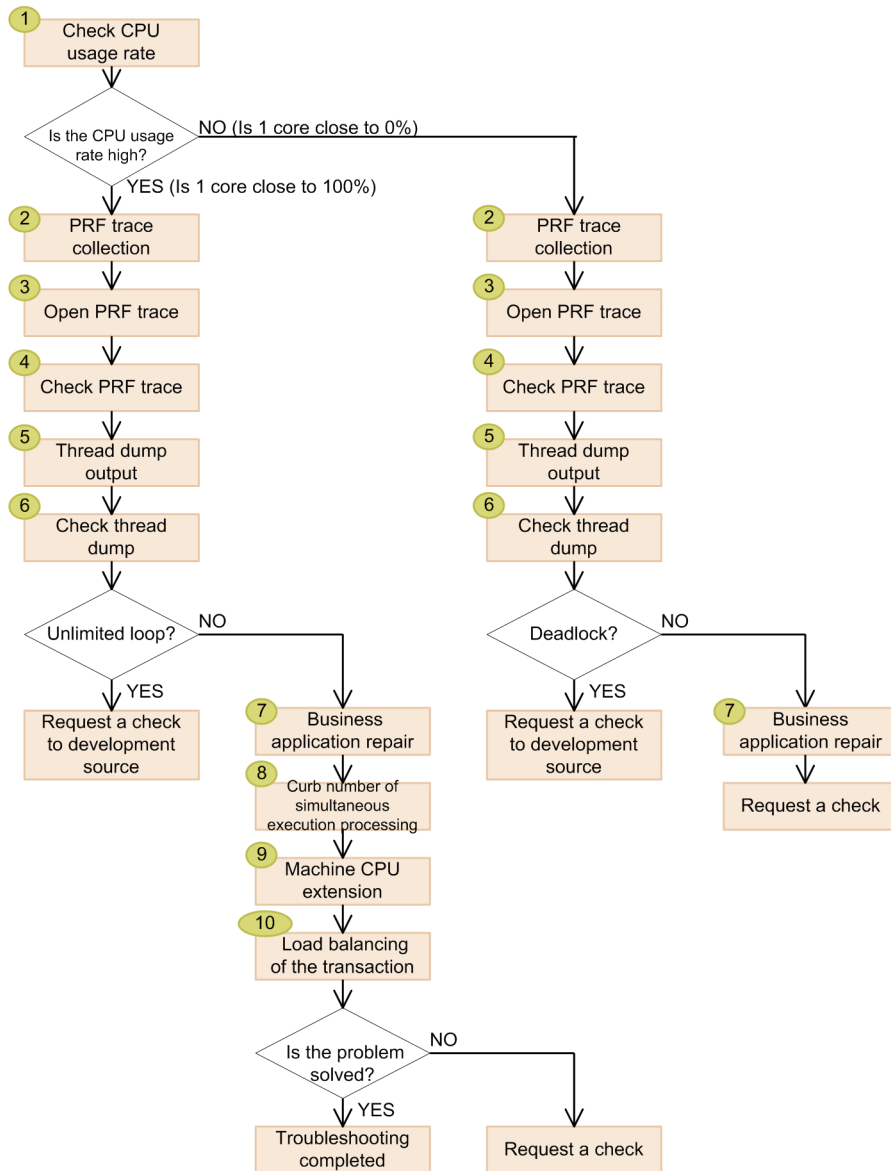 1
Check CPU
usage rate
Is the CPU usage
rate high?
NO (Is 1 core close to 0%)
YES (Is 1 core close to 100%)
2
PRF trace
collection
3
Open PRF trace
4
Check PRF trace
5
Thread dump
output
6
Check thread
dump
Unlimited loop?
NO
YES
Request a check
to development
source
7
Business
application repair
8
Curb number of
simultaneous
execution processing
9
Machine CPU
extension
10
Load balancing
of the transaction
Is the problem
solved?
NO
YES
Troubleshooting
completed
Request a check
2
PRF trace
collection
3
Open PRF trace
4
Check PRF trace
5
Thread dump
output
6
Check thread
dump
Deadlock?
NO
YES
Request a check
to development
source
7
Business
application repair
Request a check